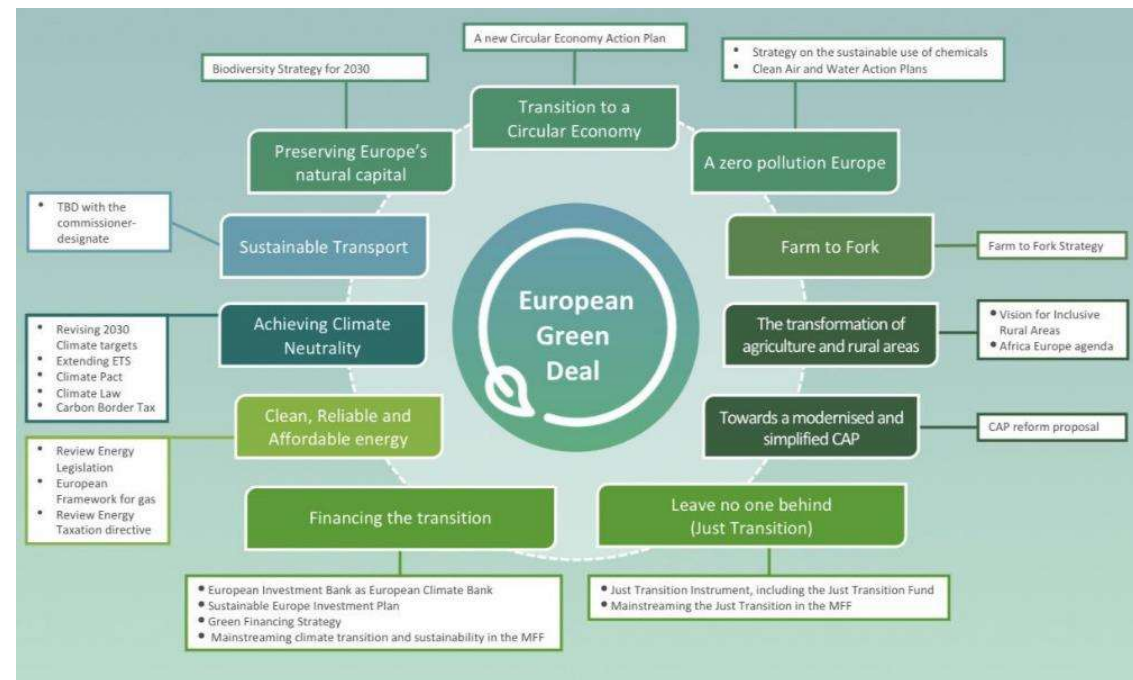 A new Circular Economy Action Plan
Biodiversity Strategy for 2030
• Strategy on the sustainable use of chemicals
• Clean Air and Water Action Plans
Transition to a
Circular Economy
Preserving Europe's
natural capital
A zero pollution Europe
• TBD with the
commissioner-
designate
Sustainable Transport
Farm to Fork
Farm to Fork Strategy
European
Green
Deal
• Revising 2030
Climate targets
• Extending ETS
• Climate Pact
• Climate Law
• Carbon Border Tax
Achieving Climate
Neutrality
The transformation of
agriculture and rural areas
• Vision for Inclusive
Rural Areas
• Africa Europe agenda
Clean, Reliable and
Affordable energy
Towards a modernised and
simplified CAP
CAP reform proposal
• Review Energy
Legislation
• European
Framework for gas
• Review Energy
Taxation directive
Financing the transition
Leave no one behind
(Just Transition)
• European Investment Bank as European Climate Bank
• Sustainable Europe Investment Plan
• Green Financing Strategy
• Mainstreaming climate transition and sustainability in the MFF
• Just Transition Instrument, including the Just Transition Fund
• Mainstreaming the Just Transition in the MFF